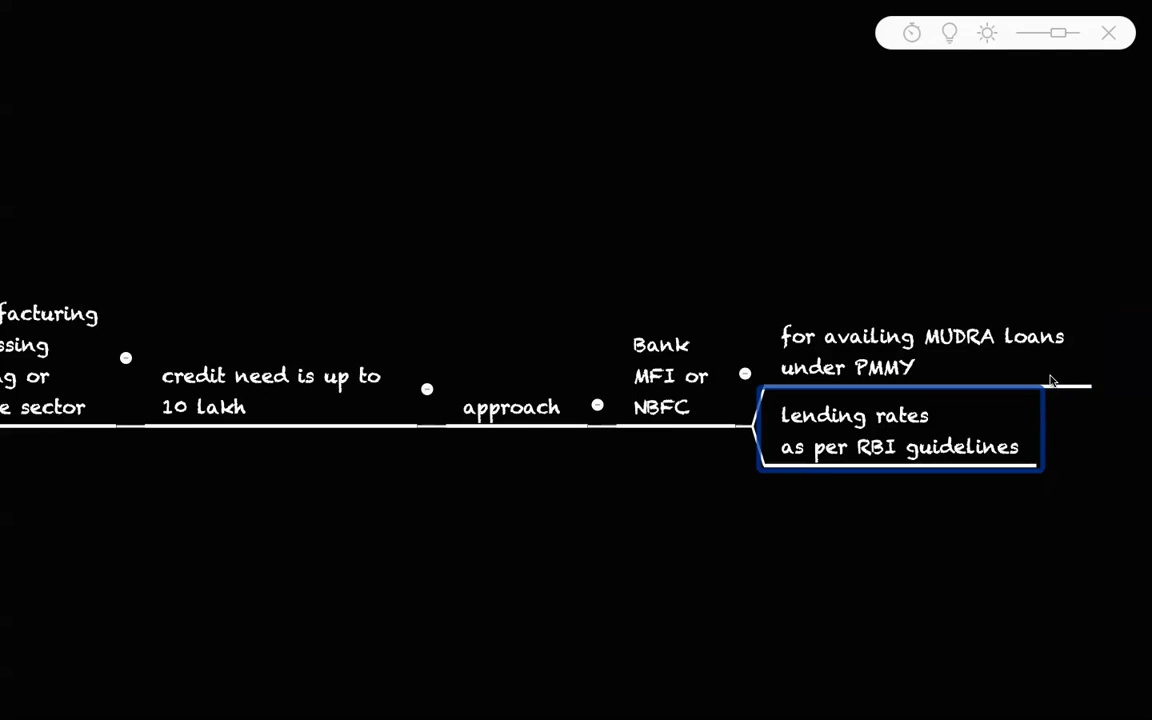 facturing
ssing
ng or
e sector
credit need is up to
10 lakh
approach
Bank
MFI or
NBFC
for availing MUDRA loans
under PMMY
lending rates
as per RBI guidelines